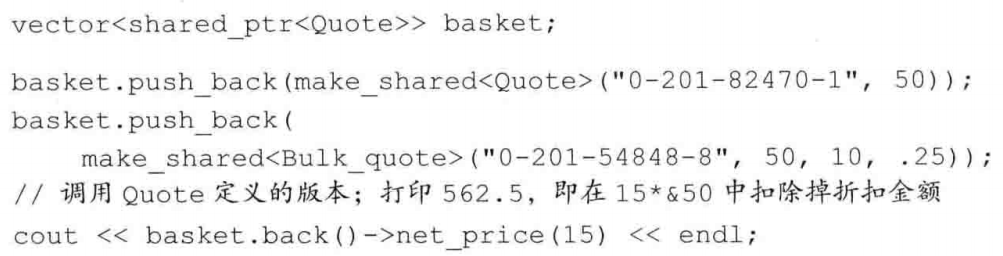 vector<shared_ptr<Quote>> basket;
basket.push_back(make_shared<Quote>("0-201-82470-1", 50));
basket.push_back(
    make_shared<Bulk_quote>("0-201-54848-8", 50, 10, .25));
// 调用 Quote 定义的版本；打印 562.5，即在 15*&50 中扣除掉折扣金额
cout << basket.back()->net_price(15) << endl;